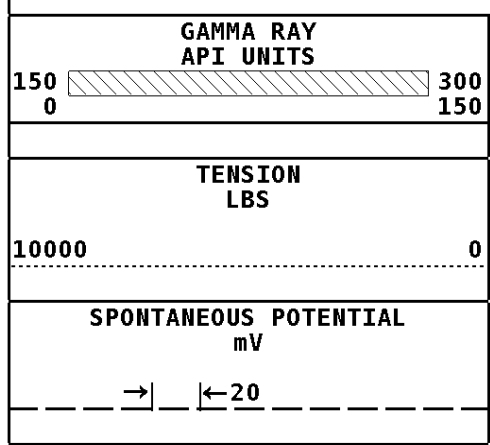 GAMMA RAY
API UNITS
150 300
0 150
TENSION
LBS
10000 0
SPONTANEOUS POTENTIAL
mV
→ ←20